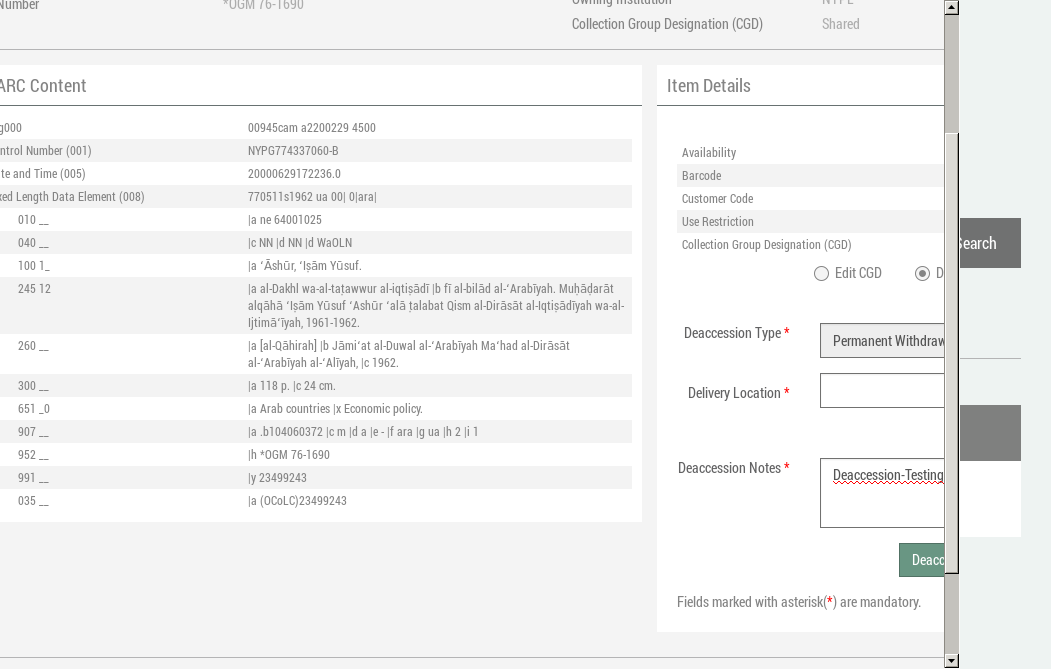 Number *OGM 76-1690 Owning Institution NYPL
Collection Group Designation (CGD) Shared
ARC Content
Item Details
g000 00945cam a2200229 4500
ntrol Number (001) NYPG774337060-B
te and Time (005) 20000629172236.0
xed Length Data Element (008) 770511s1962 ua 00| 0|ara|
010 __ |a ne 64001025
040 __ |c NN |d NN |d WaOLN
100 1_ |a ʻĀshūr, ʻIṣām Yūsuf.
245 12 |a al-Dakhl wa-al-taṭawwur al-iqtiṣādī |b fī al-bilād al-ʻArabīyah. Muḥāḍarāt
alqāhā ʻIṣām Yūsuf ʻAshūr ʻalá ṭalabat Qism al-Dirāsāt al-Iqtiṣādīyah wa-al-
Ijtimāʻīyah, 1961-1962.
260 __ |a [al-Qāhirah] |b Jāmiʻat al-Duwal al-ʻArabīyah Maʻhad al-Dirāsāt
al-ʻArabīyah al-ʻAlīyah, |c 1962.
300 __ |a 118 p. |c 24 cm.
651 _0 |a Arab countries |x Economic policy.
907 __ |a .b104060372 |c m |d a |e - |f ara |g ua |h 2 |i 1
952 __ |h *OGM 76-1690
991 __ |y 23499243
035 __ |a (OCoLC)23499243
Availability
Barcode
Customer Code
Use Restriction
Collection Group Designation (CGD)
Edit CGD D
Deaccession Type *
Permanent Withdraw
Delivery Location *
Deaccession Notes *
Deaccession-Testing
Deacc
Fields marked with asterisk(*) are mandatory.
Search